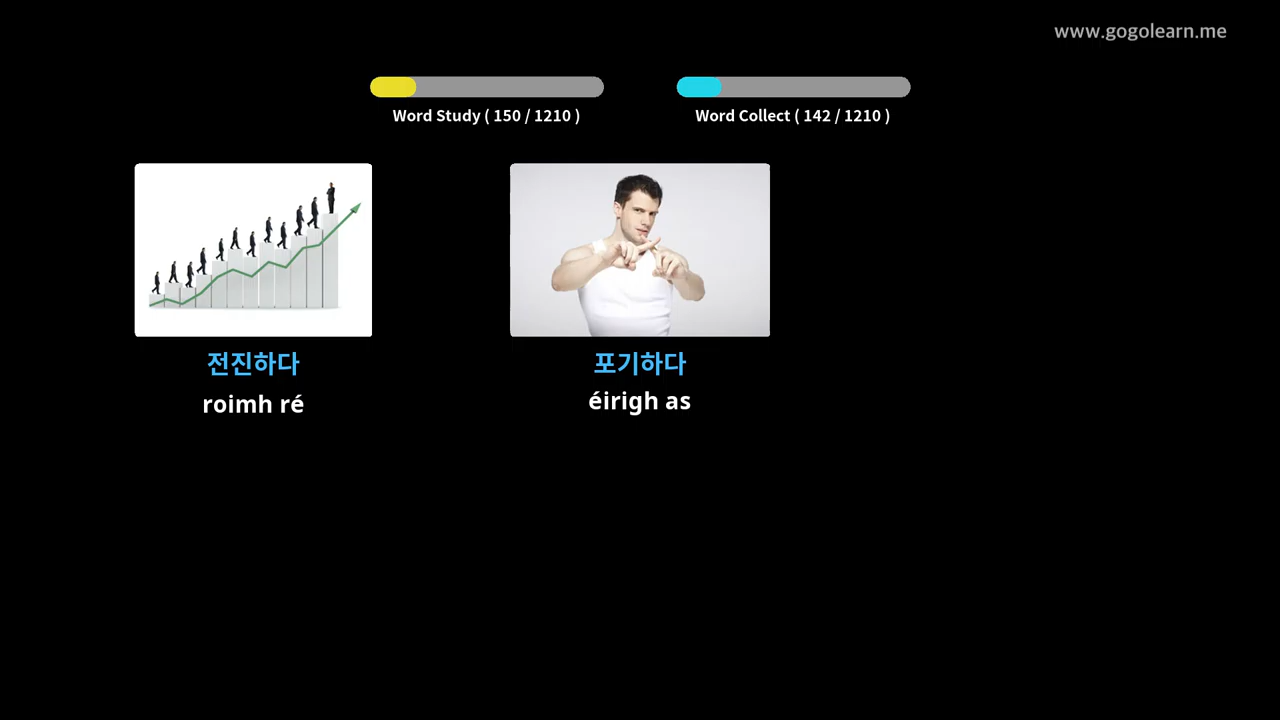 www.gogolearn.me
Word Study ( 150 / 1210 )
Word Collect ( 142 / 1210 )
전진하다
roimh ré
포기하다
éirigh as